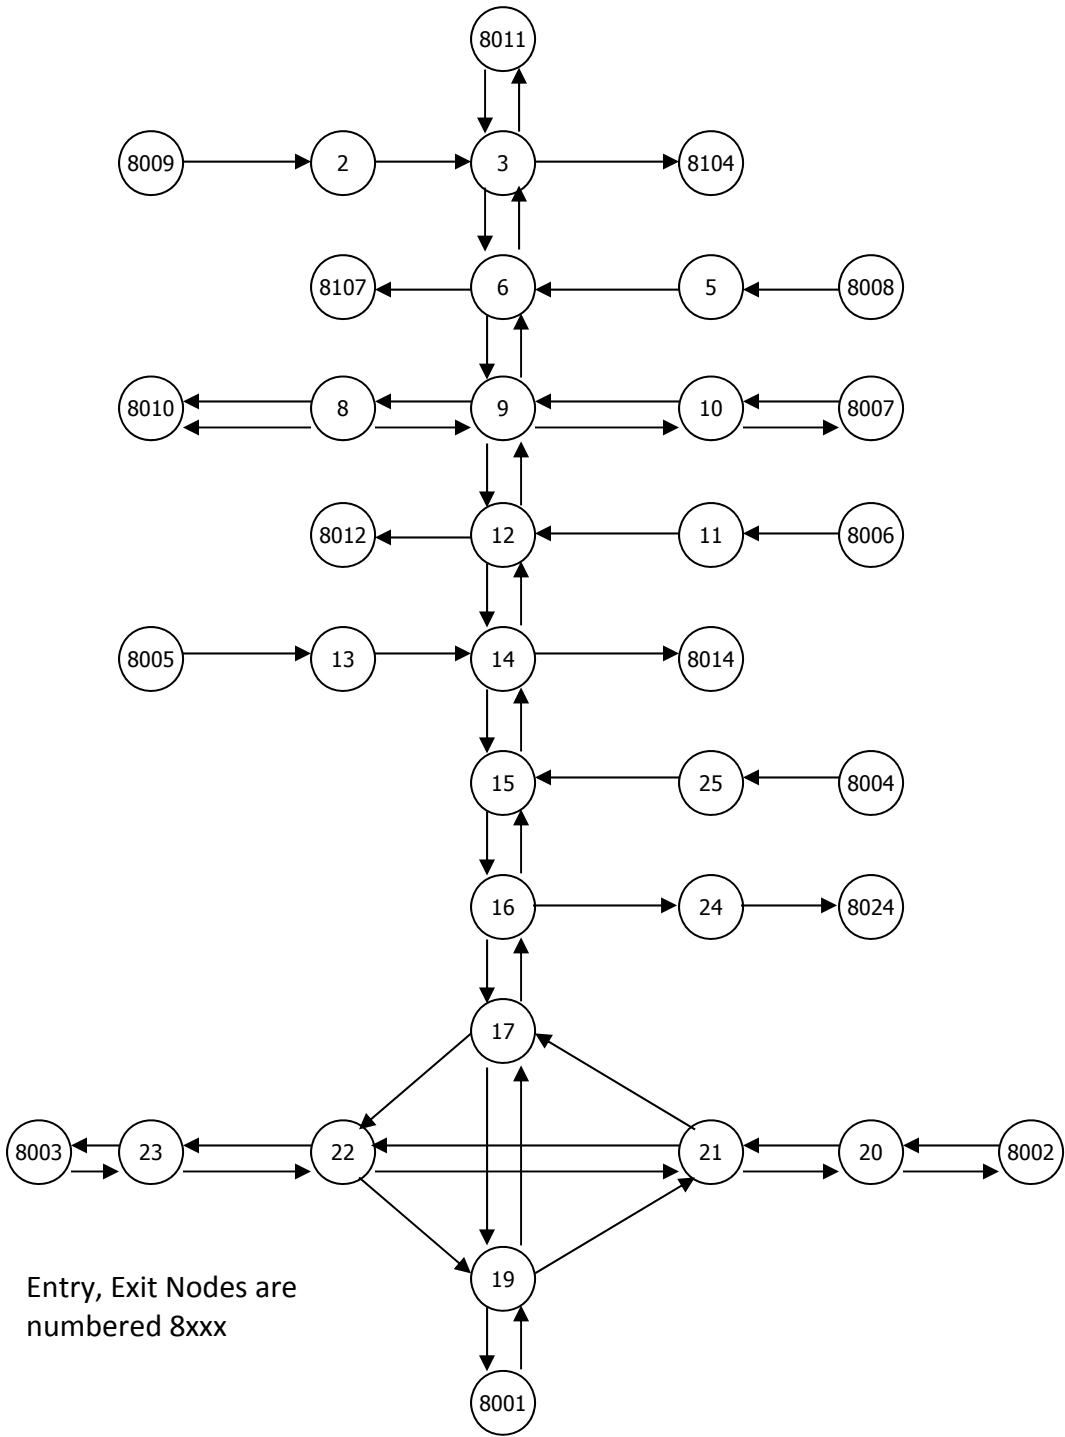 8011
8009 2 3 8104
8107 6 5 8008
8010 8 9 10 8007
8012 12 11 8006
8005 13 14 8014
15 25 8004
16 24 8024
17
8003 23 22 21 20 8002
19
Entry, Exit Nodes are
numbered 8xxx
8001